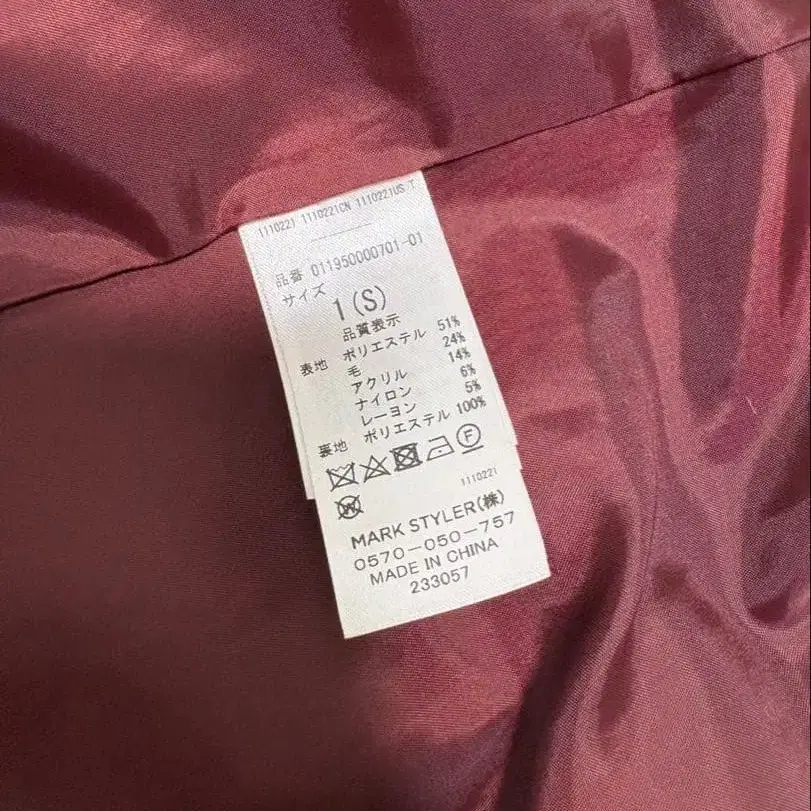 1110221 1110221CN 1110221US T
品番 011950000701-01
サイズ
1(S)
品質表示
表地 ポリエステル 51%
毛 24%
アクリル 14%
ナイロン 6%
レーヨン 5%
裏地 ポリエステル 100%
F
W
1110221
MARK STYLER(株)
0570-050-757
MADE IN CHINA
233057